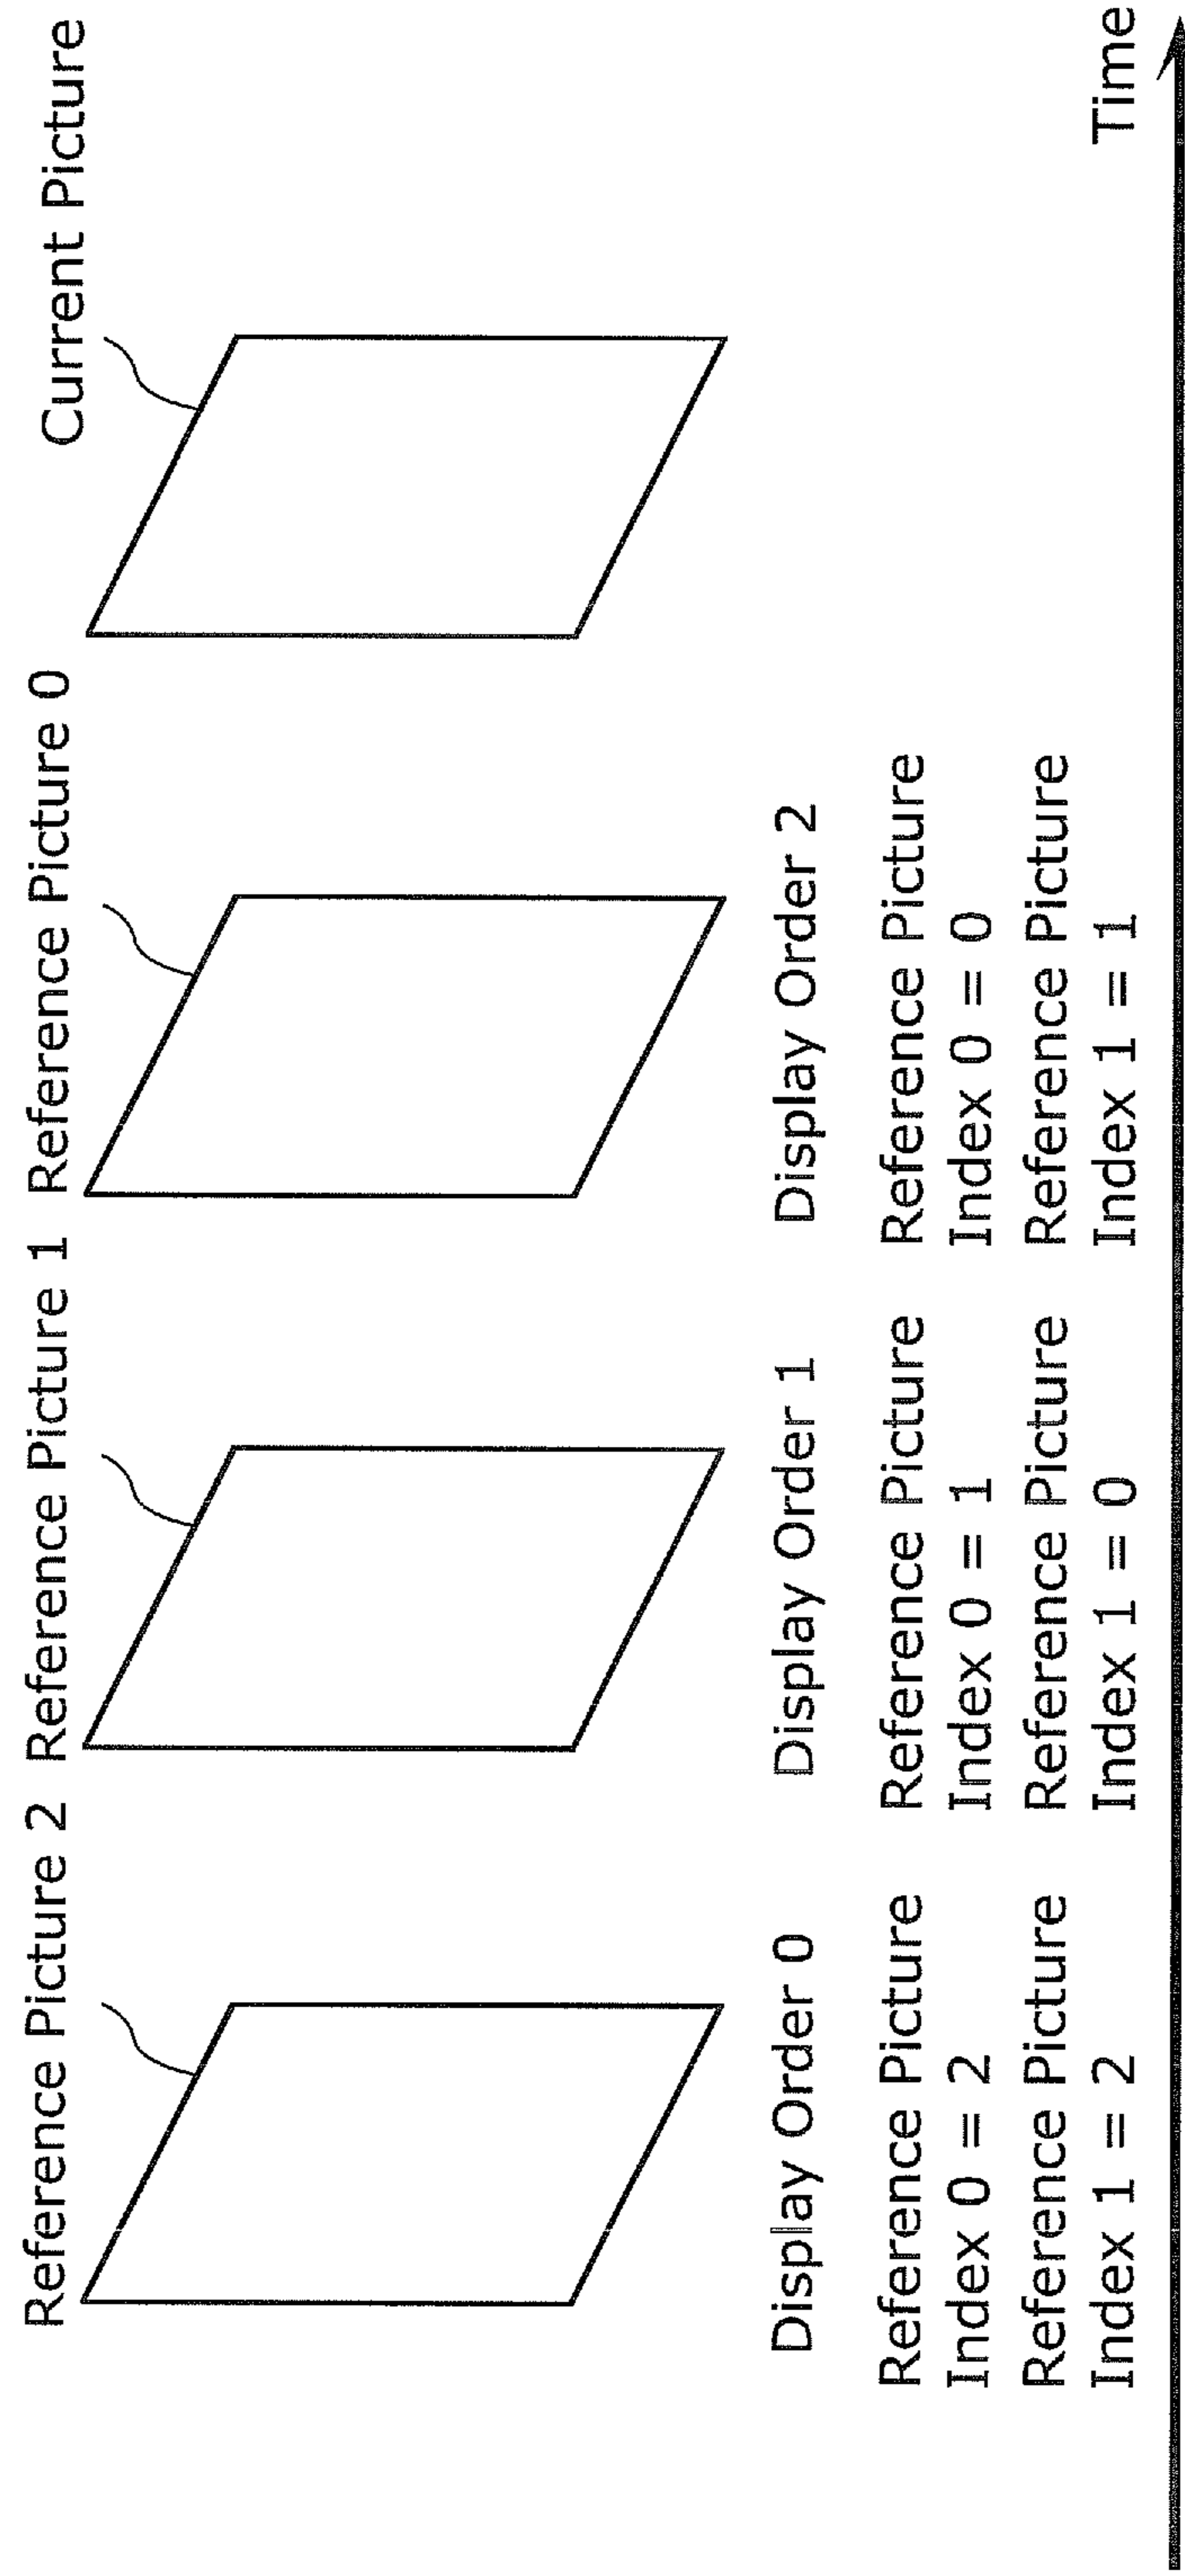 Reference Picture 2
Reference Picture 1
Reference Picture 0
Current Picture
Display Order 0
Display Order 1
Display Order 2
Reference Picture
Index 0 = 2
Reference Picture
Index 1 = 2
Reference Picture
Index 0 = 1
Reference Picture
Index 1 = 0
Reference Picture
Index 0 = 0
Reference Picture
Index 1 = 1
Time